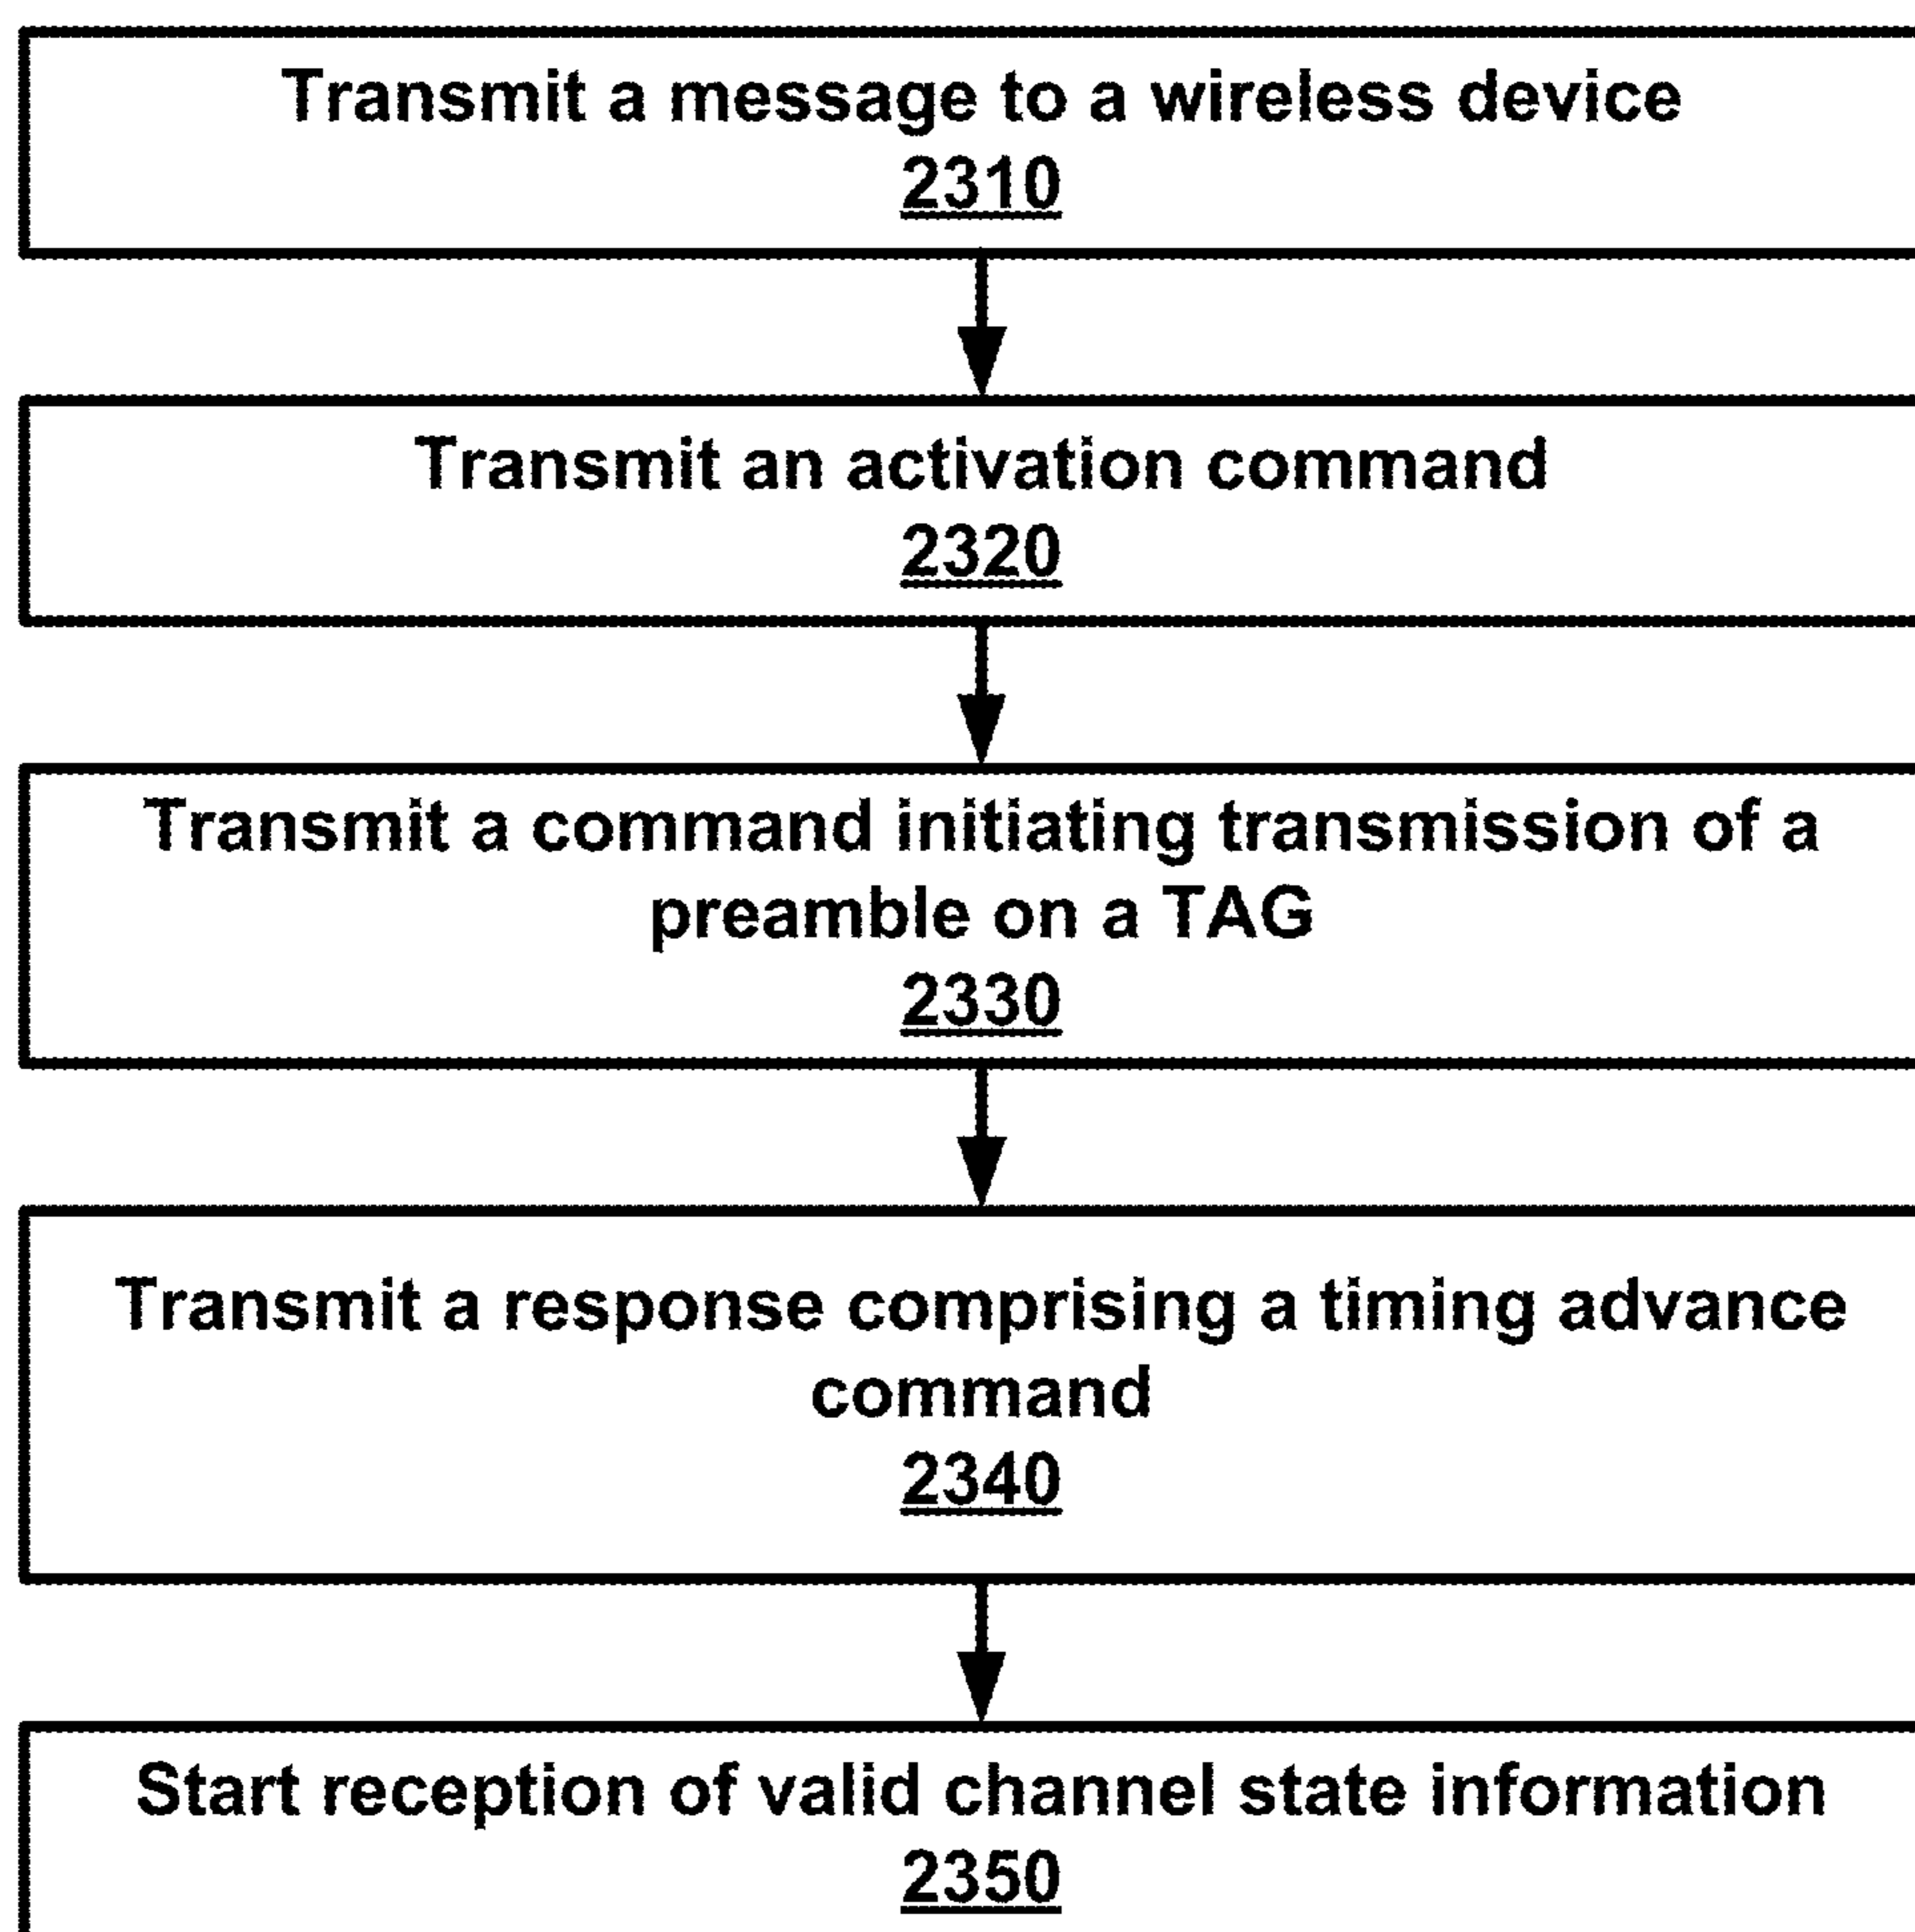 Transmit a message to a wireless device
2310
Transmit an activation command
2320
Transmit a command initiating transmission of a
preamble on a TAG
2330
Transmit a response comprising a timing advance
command
2340
Start reception of valid channel state information
2350